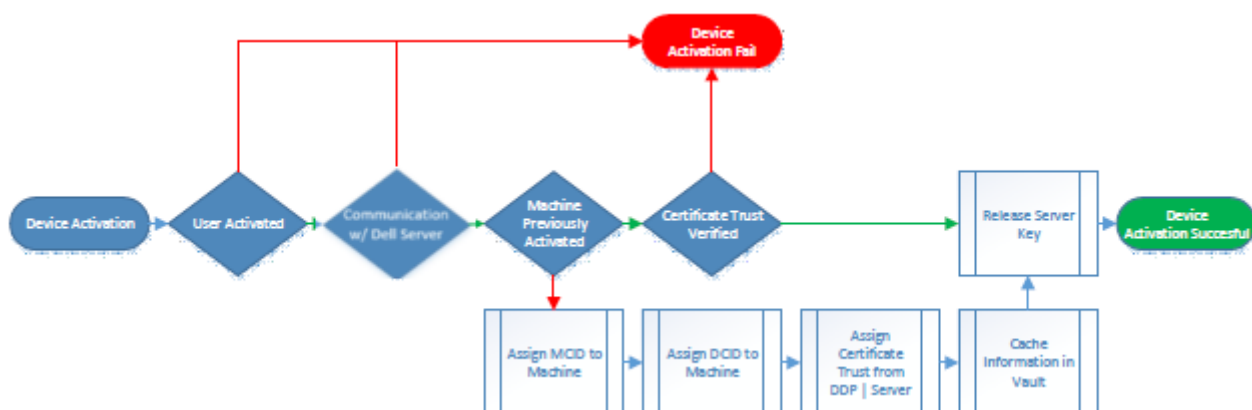 Device
Activation Fail
Device Activation
User Activated
Communication
w/ Dell Server
Machine
Previously
Activated
Certificate Trust
Verified
Release Server
Key
Device
Activation Succesful
Assign MCID to
Machine
Assign DCID to
Machine
Assign
Certificate
Trust from
DDP | Server
Cache
Information in
Vault